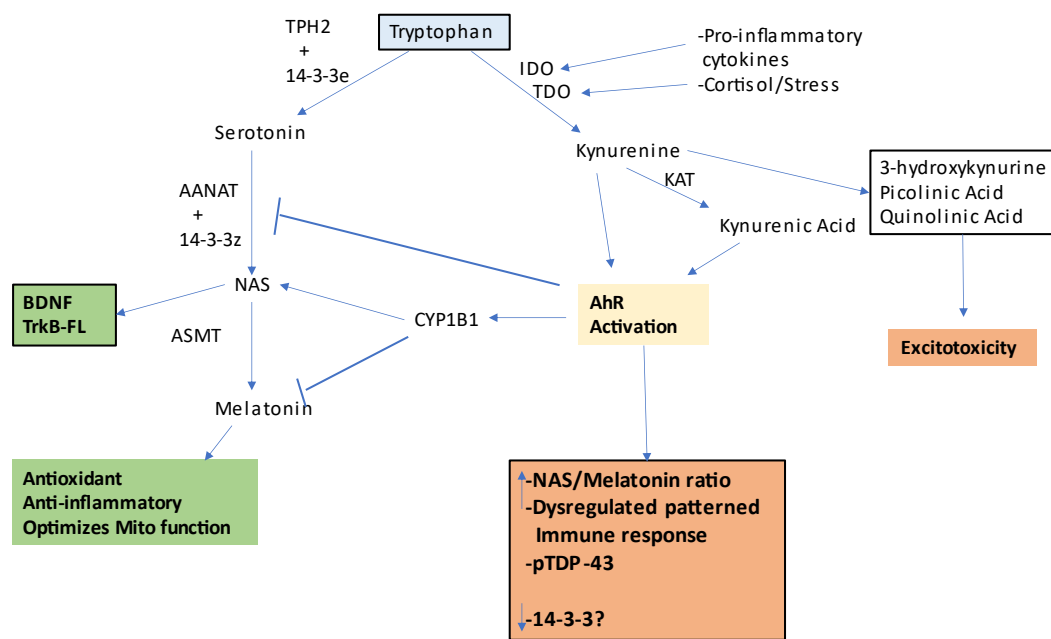 TPH2
+
14-3-3e
Tryptophan
-Pro-inflammatory
cytokines
-Cortisol/Stress
IDO
TDO
Serotonin
Kynurenine
KAT
Kynurenic Acid
3-hydroxykynurine
Picolinic Acid
Quinolinic Acid
AANAT
+
14-3-3z
NAS
BDNF
TrkB-FL
ASMT
CYP1B1
AhR
Activation
Excitotoxicity
Melatonin
Antioxidant
Anti-inflammatory
Optimizes Mito function
-NAS/Melatonin ratio
-Dysregulated patterned
Immune response
-pTDP-43
-14-3-3?